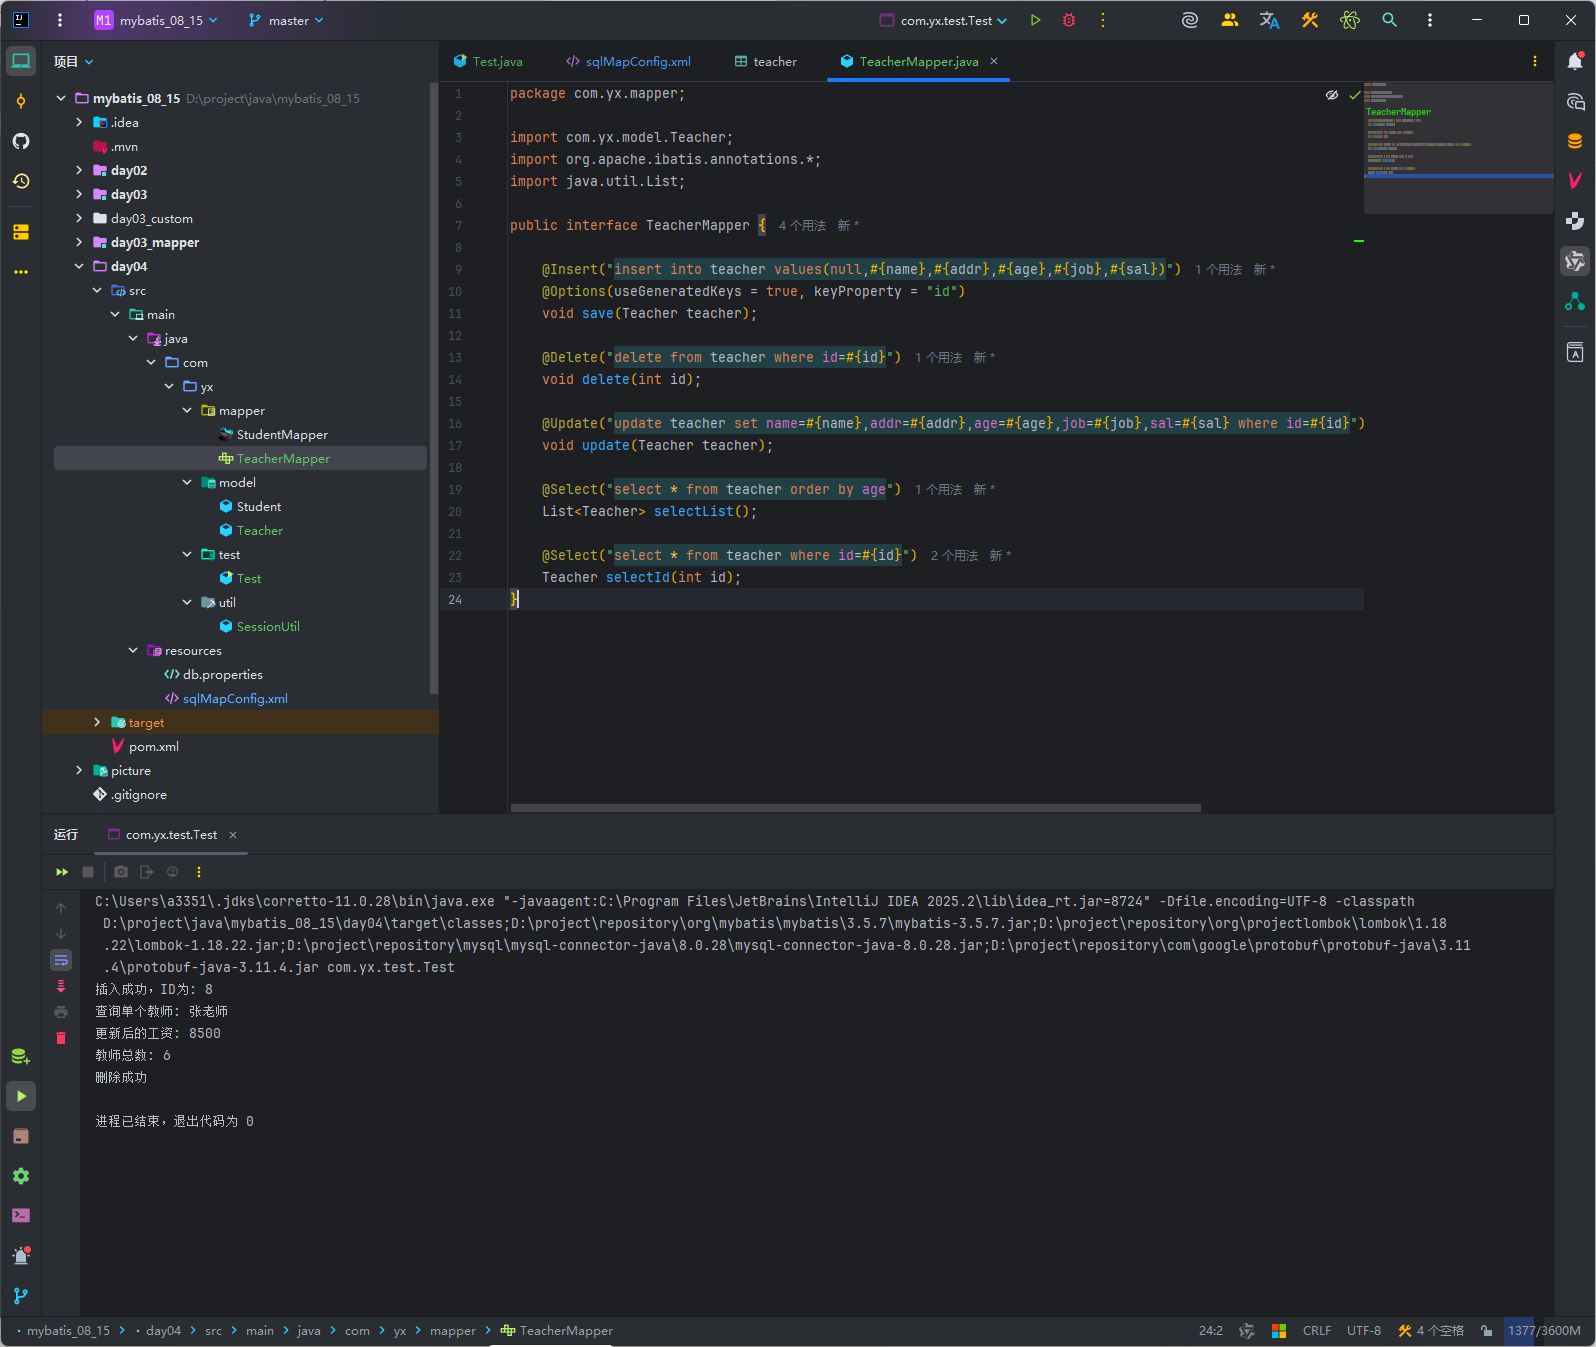 M1 mybatis_08_15 master com.yx.test.Test
项目
mybatis_08_15 D:\project\java\mybatis_08_15
.idea
.mvn
day02
day03
day03_custom
day03_mapper
day04
src
main
java
com
yx
mapper
StudentMapper
TeacherMapper
model
Student
Teacher
test
Test
util
SessionUtil
resources
db.properties
sqlMapConfig.xml
target
pom.xml
picture
.gitignore
Test.java sqlMapConfig.xml teacher TeacherMapper.java
1 package com.yx.mapper;
2
3 import com.yx.model.Teacher;
4 import org.apache.ibatis.annotations.*;
5 import java.util.List;
6
7 public interface TeacherMapper { 4 个用法 新 *
8
9 @Insert("insert into teacher values(null,#{name},#{addr},#{age},#{job},#{sal})") 1 个用法 新 *
10 @Options(useGeneratedKeys = true, keyProperty = "id")
11 void save(Teacher teacher);
12
13 @Delete("delete from teacher where id=#{id}") 1 个用法 新 *
14 void delete(int id);
15
16 @Update("update teacher set name=#{name},addr=#{addr},age=#{age},job=#{job},sal=#{sal} where id=#{id}")
17 void update(Teacher teacher);
18
19 @Select("select * from teacher order by age") 1 个用法 新 *
20 List<Teacher> selectList();
21
22 @Select("select * from teacher where id=#{id}") 2 个用法 新 *
23 Teacher selectId(int id);
24 }
TeacherMapper
运行 com.yx.test.Test
C:\Users\a3351\.jdks\corretto-11.0.28\bin\java.exe "-javaagent:C:\Program Files\JetBrains\IntelliJ IDEA 2025.2\lib\idea_rt.jar=8724" -Dfile.encoding=UTF-8 -classpath
D:\project\java\mybatis_08_15\day04\target\classes;D:\project\repository\org\mybatis\mybatis\3.5.7\mybatis-3.5.7.jar;D:\project\repository\org\projectlombok\lombok\1.18
.22\lombok-1.18.22.jar;D:\project\repository\mysql\mysql-connector-java\8.0.28\mysql-connector-java-8.0.28.jar;D:\project\repository\com\google\protobuf\protobuf-java\3.11
.4\protobuf-java-3.11.4.jar com.yx.test.Test
插入成功，ID为: 8
查询单个教师: 张老师
更新后的工资: 8500
教师总数: 6
删除成功
进程已结束，退出代码为 0
mybatis_08_15 day04 src main java com yx mapper TeacherMapper 24:2 CRLF UTF-8 4 个空格 1377/3600M